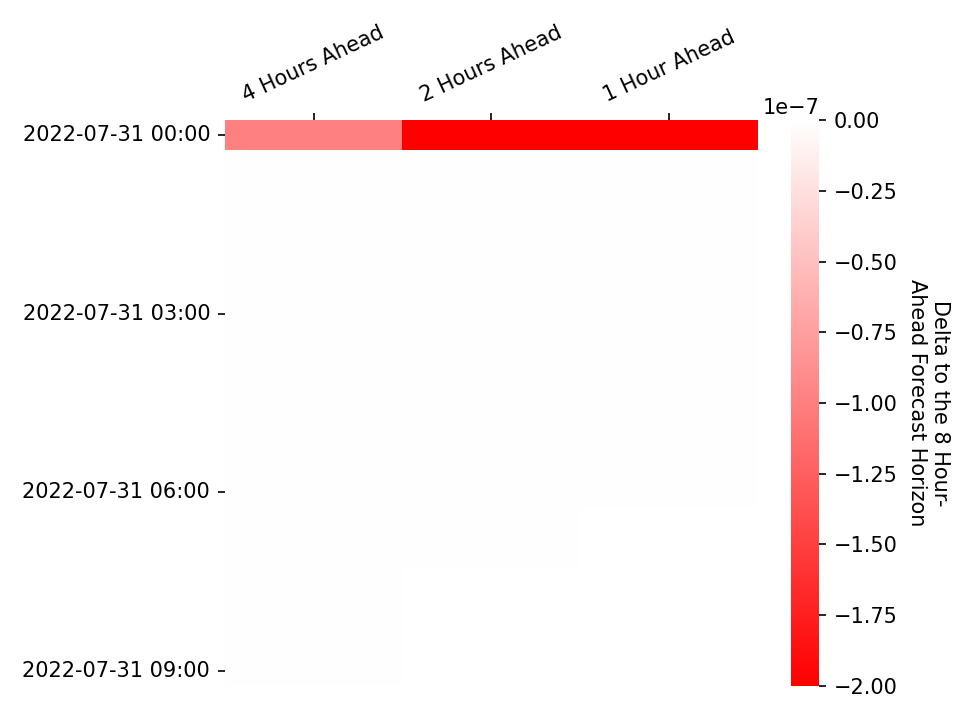 4 Hours Ahead
2 Hours Ahead
1 Hour Ahead
1e−7
2022-07-31 00:00
2022-07-31 03:00
2022-07-31 06:00
2022-07-31 09:00
0.00
−0.25
−0.50
−0.75
−1.00
−1.25
−1.50
−1.75
−2.00
Delta to the 8 Hour-
Ahead Forecast Horizon